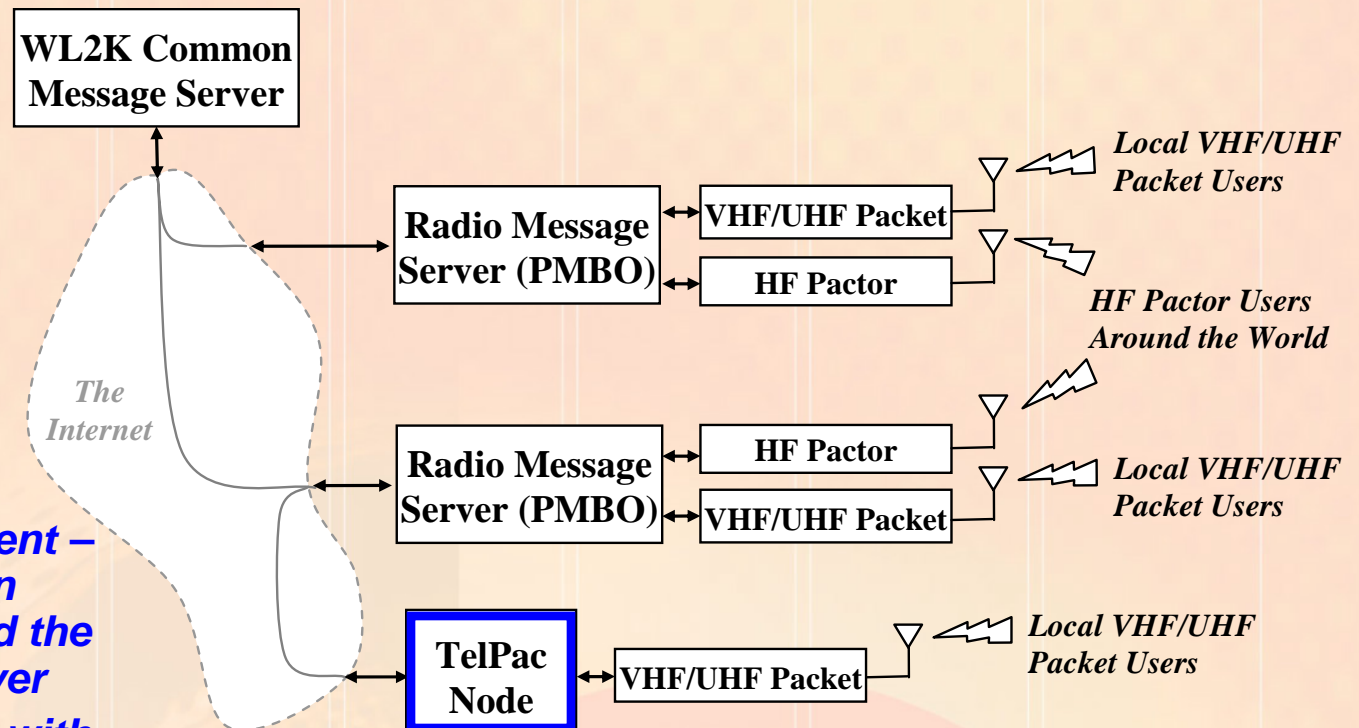 WL2K Common
Message Server
Local VHF/UHF
Packet Users
Radio Message
Server (PMBO)
VHF/UHF Packet
HF Pactor
HF Pactor Users
Around the World
The
Internet
Radio Message
Server (PMBO)
HF Pactor
VHF/UHF Packet
Local VHF/UHF
Packet Users
ent –
n
d the
ver
with
TelPac
Node
VHF/UHF Packet
Local VHF/UHF
Packet Users